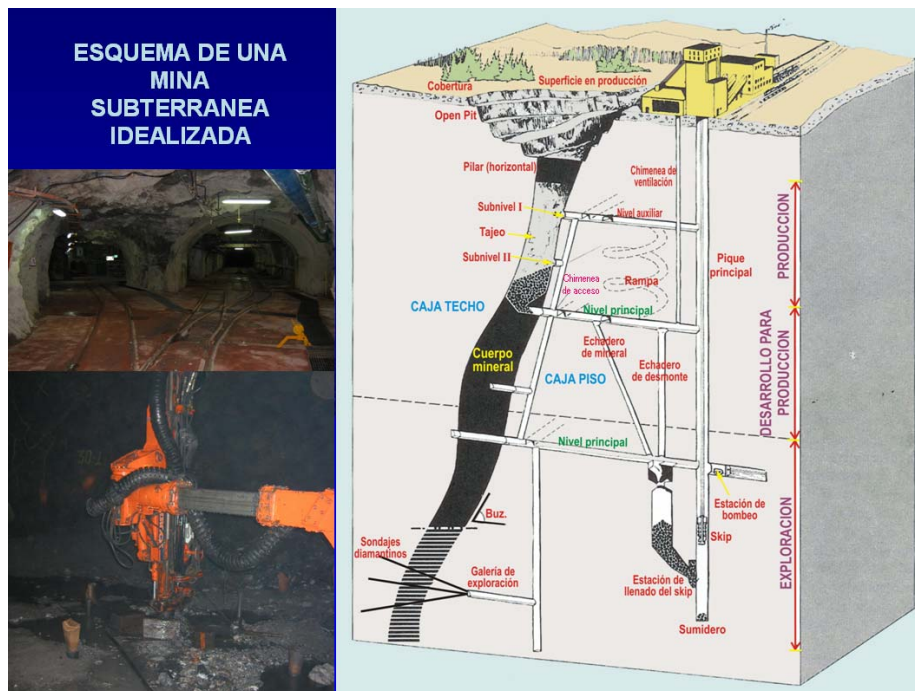 ESQUEMA DE UNA
MINA
SUBTERRANEA
IDEALIZADA
Cobertura
Superficie en producción
Open Pit
Pilar (horizontal)
Chimenea de
ventilación
Subnivel I
Nivel auxiliar
Tajeo
Subnivel II
Pique
principal
Chimenea
de acceso
Rampa
CAJA TECHO
Nivel principal
Echadero
de mineral
Cuerpo
mineral
Echadero
de desmonte
CAJA PISO
Nivel principal
Estación de
bombeo
Buz.
Skip
Sondajes
diamantinos
Galería de
exploración
Estación de
llenado del skip
Sumidero
PRODUCCION
DESARROLLO PARA
PRODUCCION
EXPLORACION